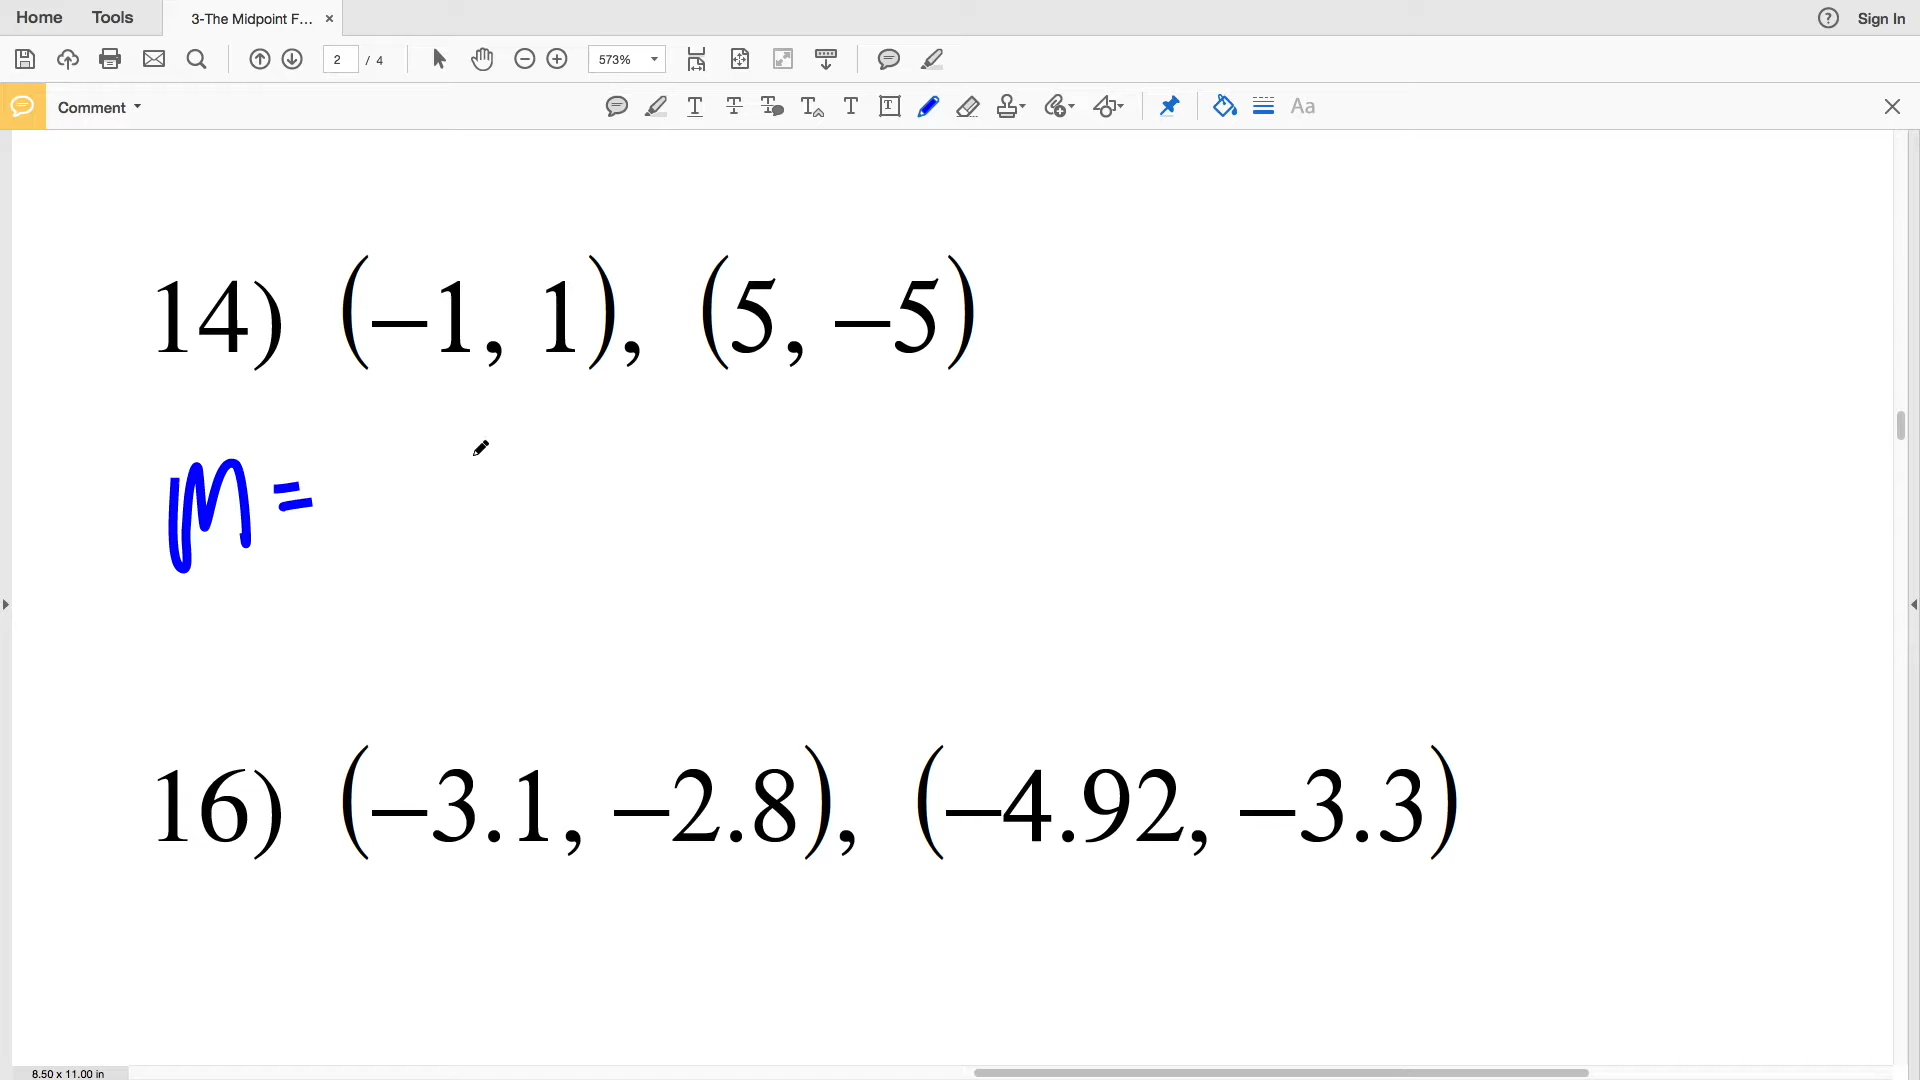 Home Tools 3-The Midpoint F... × ? Sign In
2 / 4 573%
Comment T T T T T T Aa
14) (−1, 1), (5, −5)
M =
16) (−3.1, −2.8), (−4.92, −3.3)
8.50 x 11.00 in